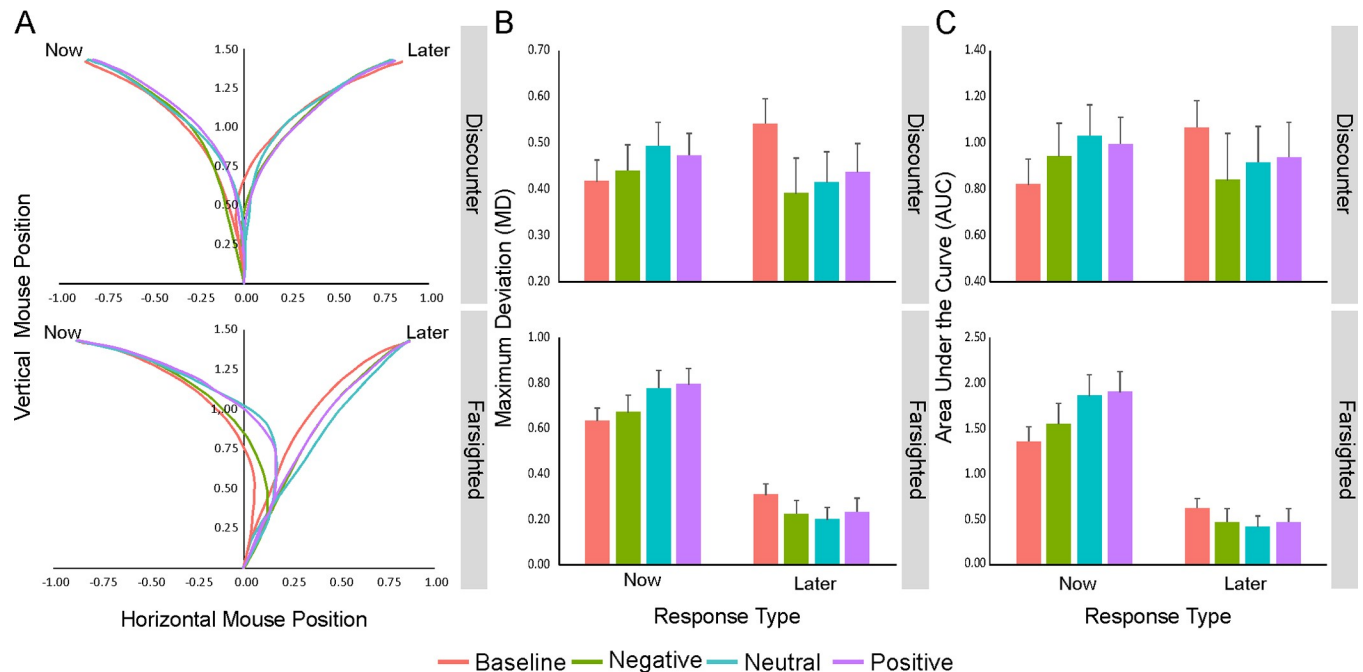 A
B
C
Now
Later
1.50
1.25
1.00
0.75
0.50
0.25
-1.00 -0.75 -0.50 -0.25 0.00 0.25 0.50 0.75 1.00
Discounter
Now
Later
1.50
1.25
1,00
0.75
0.50
0.25
-1.00 -0.75 -0.50 -0.25 0.00 0.25 0.50 0.75 1.00
Farsighted
Vertical Mouse Position
Horizontal Mouse Position
0.70
0.60
0.50
0.40
0.30
0.20
Discounter
1.00
0.80
0.60
0.40
0.20
0.00
Farsighted
Maximum Deviation (MD)
Now Later
Response Type
1.40
1.20
1.00
0.80
0.60
0.40
Discounter
2.50
2.00
1.50
1.00
0.50
0.00
Farsighted
Area Under the Curve (AUC)
Now Later
Response Type
Baseline Negative Neutral Positive